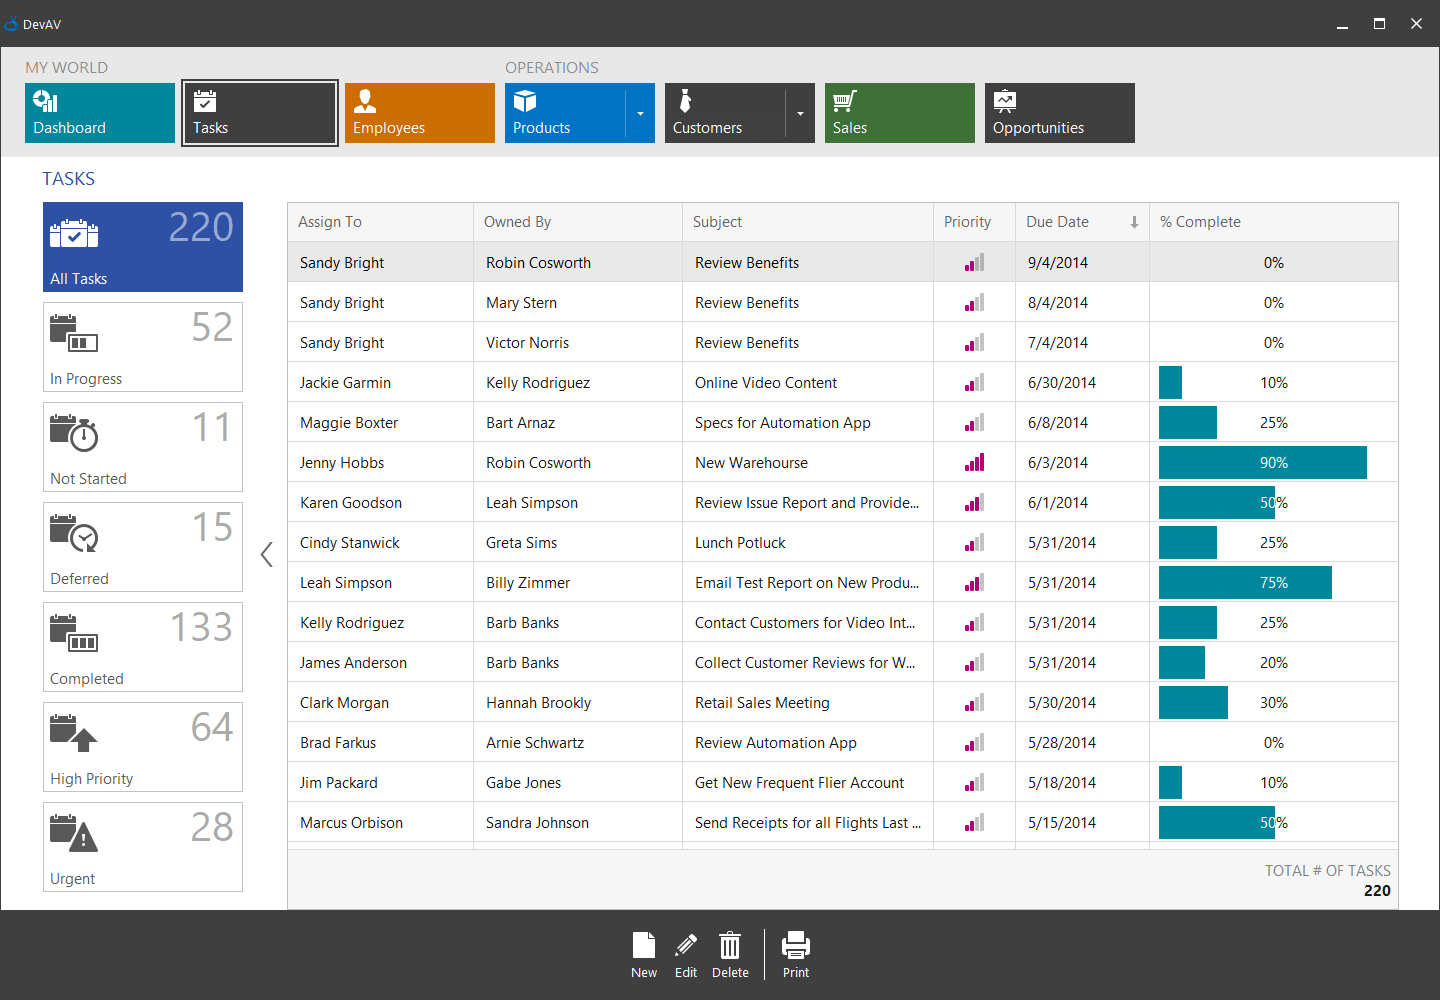 DevAV
MY WORLD
OPERATIONS
Dashboard
Tasks
Employees
Products
Customers
Sales
Opportunities
TASKS
220
All Tasks
52
In Progress
11
Not Started
15
Deferred
133
Completed
64
High Priority
28
Urgent
Assign To Owned By Subject Priority Due Date % Complete
Sandy Bright Robin Cosworth Review Benefits 9/4/2014 0%
Sandy Bright Mary Stern Review Benefits 8/4/2014 0%
Sandy Bright Victor Norris Review Benefits 7/4/2014 0%
Jackie Garmin Kelly Rodriguez Online Video Content 6/30/2014 10%
Maggie Boxter Bart Arnaz Specs for Automation App 6/8/2014 25%
Jenny Hobbs Robin Cosworth New Warehourse 6/3/2014 90%
Karen Goodson Leah Simpson Review Issue Report and Provide... 6/1/2014 50%
Cindy Stanwick Greta Sims Lunch Potluck 5/31/2014 25%
Leah Simpson Billy Zimmer Email Test Report on New Produ... 5/31/2014 75%
Kelly Rodriguez Barb Banks Contact Customers for Video Int... 5/31/2014 25%
James Anderson Barb Banks Collect Customer Reviews for W... 5/31/2014 20%
Clark Morgan Hannah Brookly Retail Sales Meeting 5/30/2014 30%
Brad Farkus Arnie Schwartz Review Automation App 5/28/2014 0%
Jim Packard Gabe Jones Get New Frequent Flier Account 5/18/2014 10%
Marcus Orbison Sandra Johnson Send Receipts for all Flights Last ... 5/15/2014 50%
TOTAL # OF TASKS
220
New Edit Delete Print